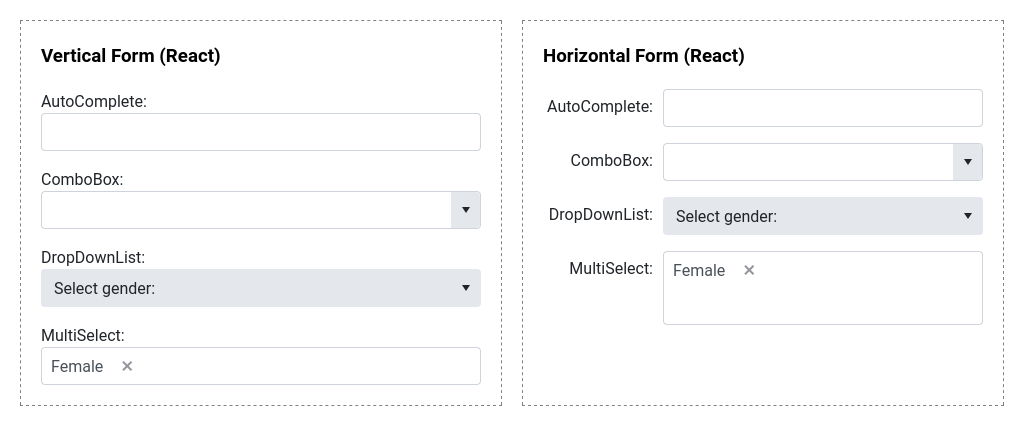 Vertical Form (React)
AutoComplete:
ComboBox:
DropDownList:
Select gender:
MultiSelect:
Female ✕
Horizontal Form (React)
AutoComplete:
ComboBox:
DropDownList: Select gender:
MultiSelect: Female ✕